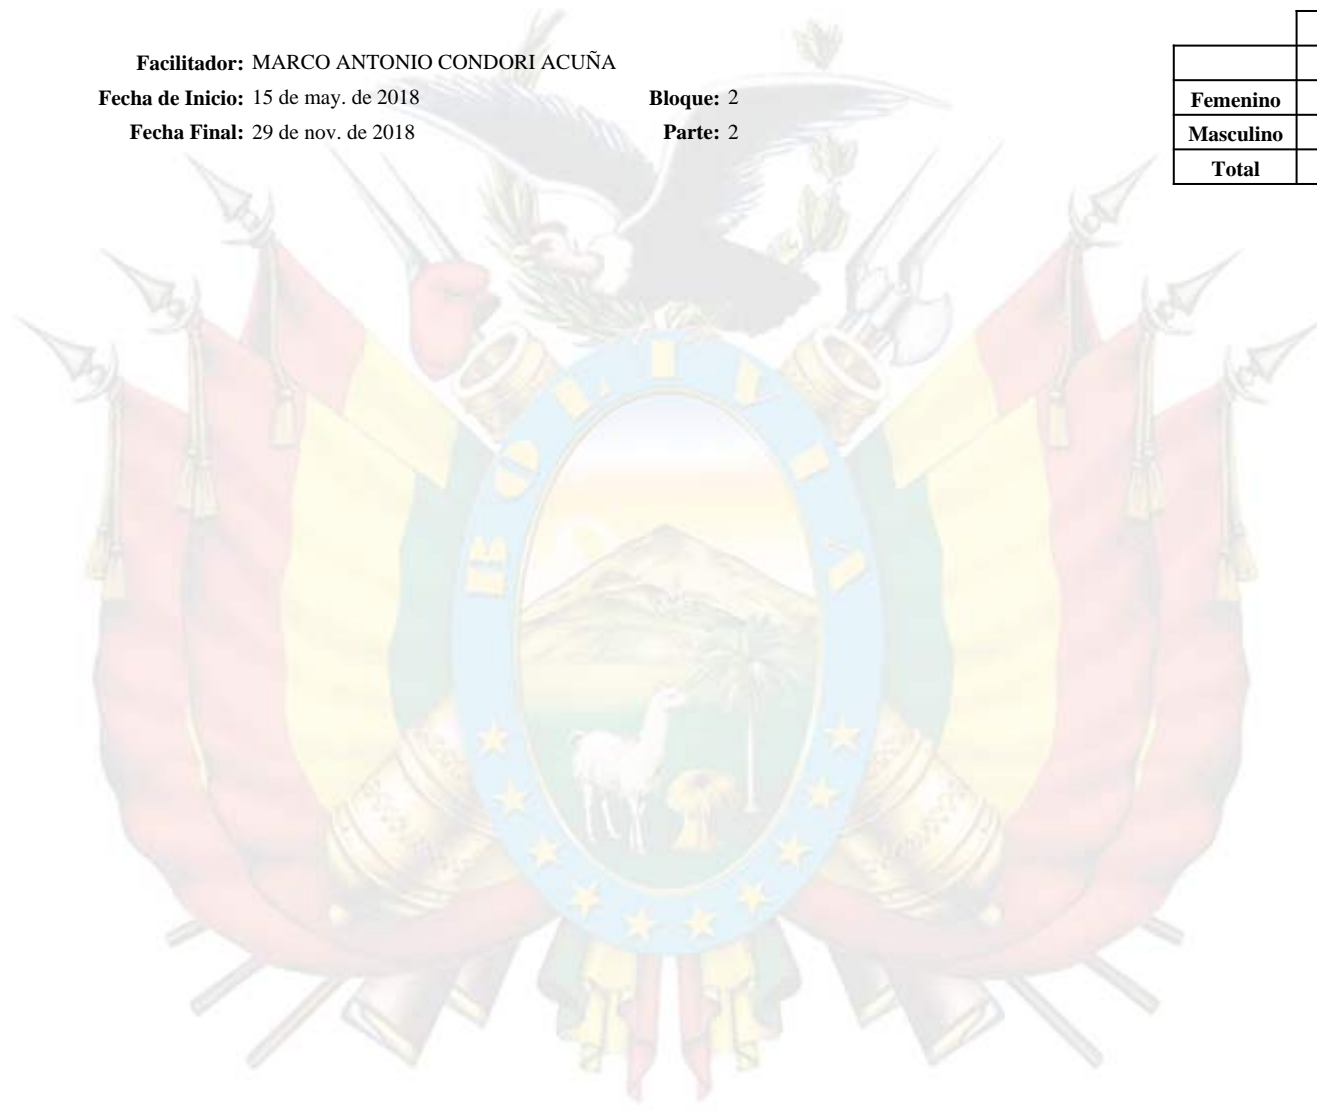 Facilitador: MARCO ANTONIO CONDORI ACUÑA
Fecha de Inicio: 15 de may. de 2018 Bloque: 2
Fecha Final: 29 de nov. de 2018 Parte: 2
Femenino
Masculino
Total
BOLIVIA